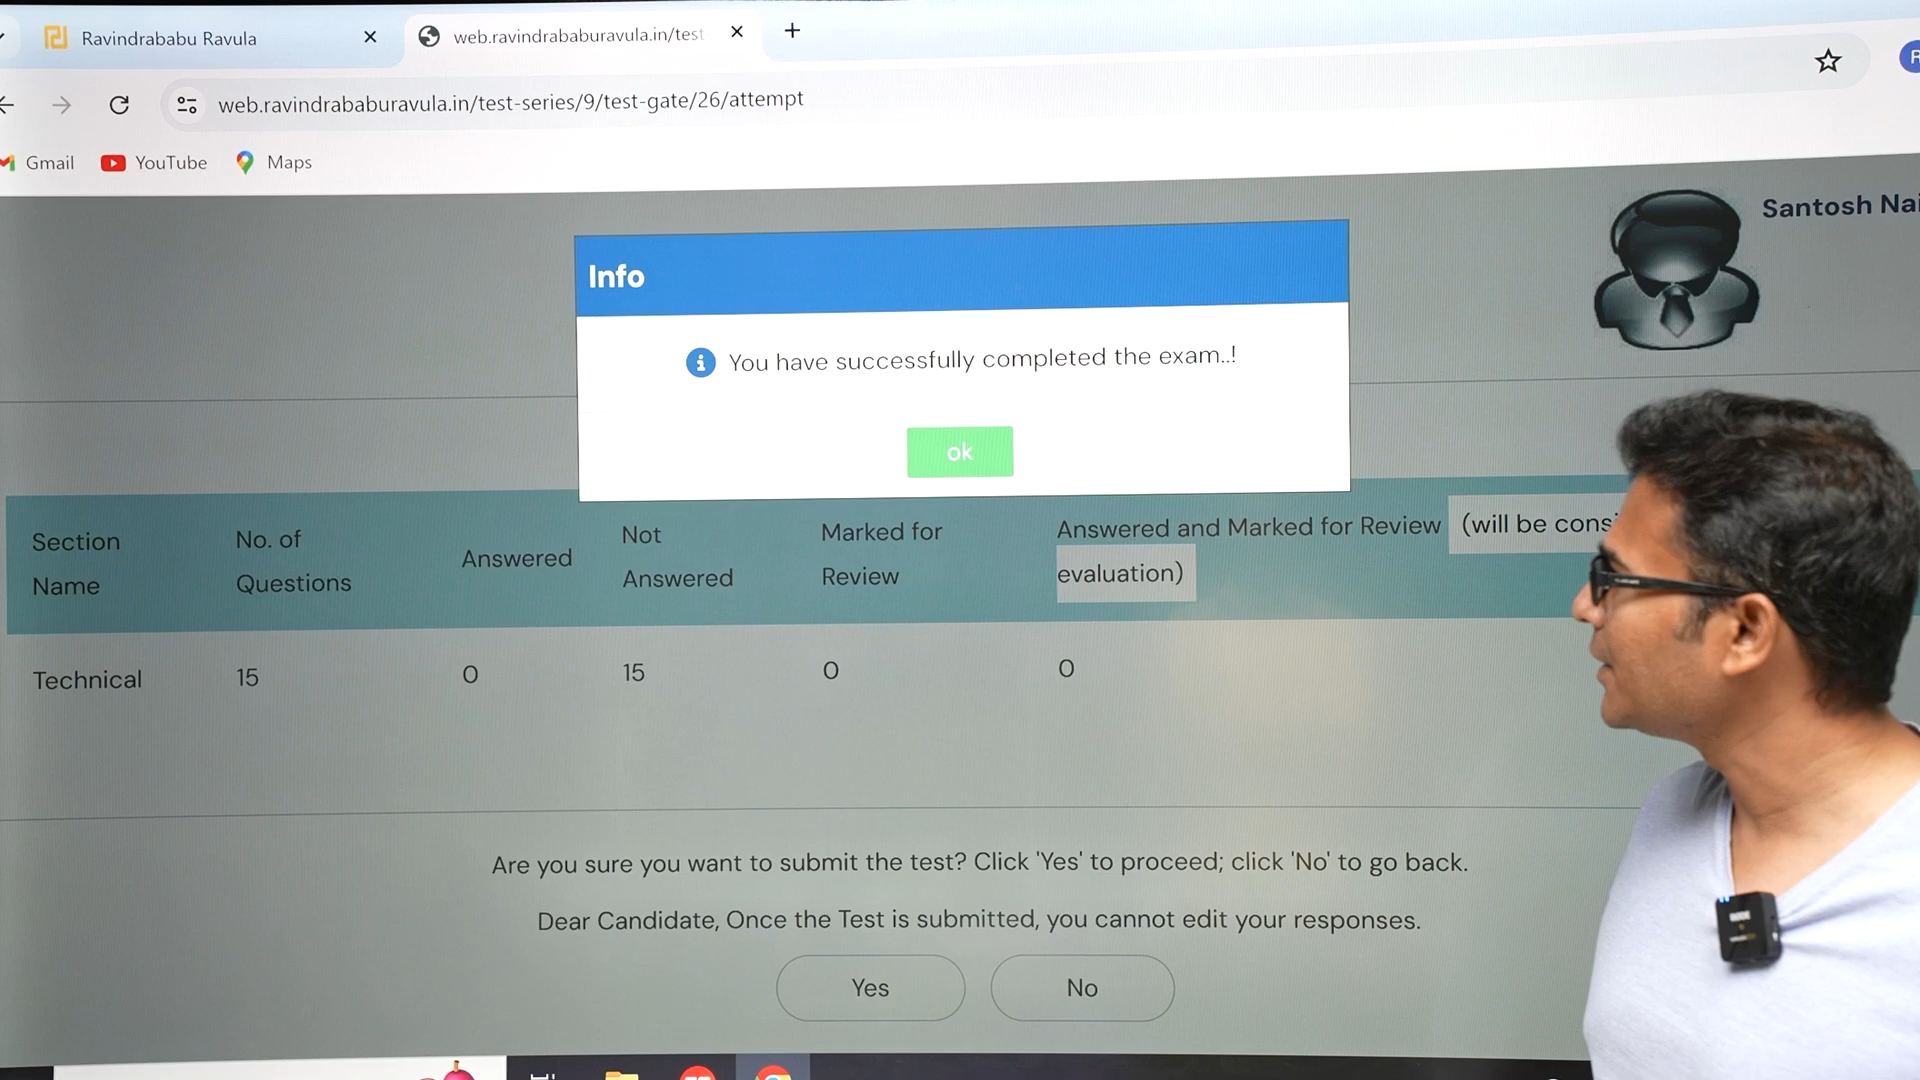 Ravindrababu Ravula
web.ravindrababuravula.in/test
web.ravindrababuravula.in/test-series/9/test-gate/26/attempt
Gmail YouTube Maps
Santosh Nai
Info
You have successfully completed the exam..!
ok
Section Name
No. of Questions
Answered
Not Answered
Marked for Review
Answered and Marked for Review (will be cons
evaluation)
Technical 15 0 15 0 0
Are you sure you want to submit the test? Click 'Yes' to proceed; click 'No' to go back.
Dear Candidate, Once the Test is submitted, you cannot edit your responses.
Yes No